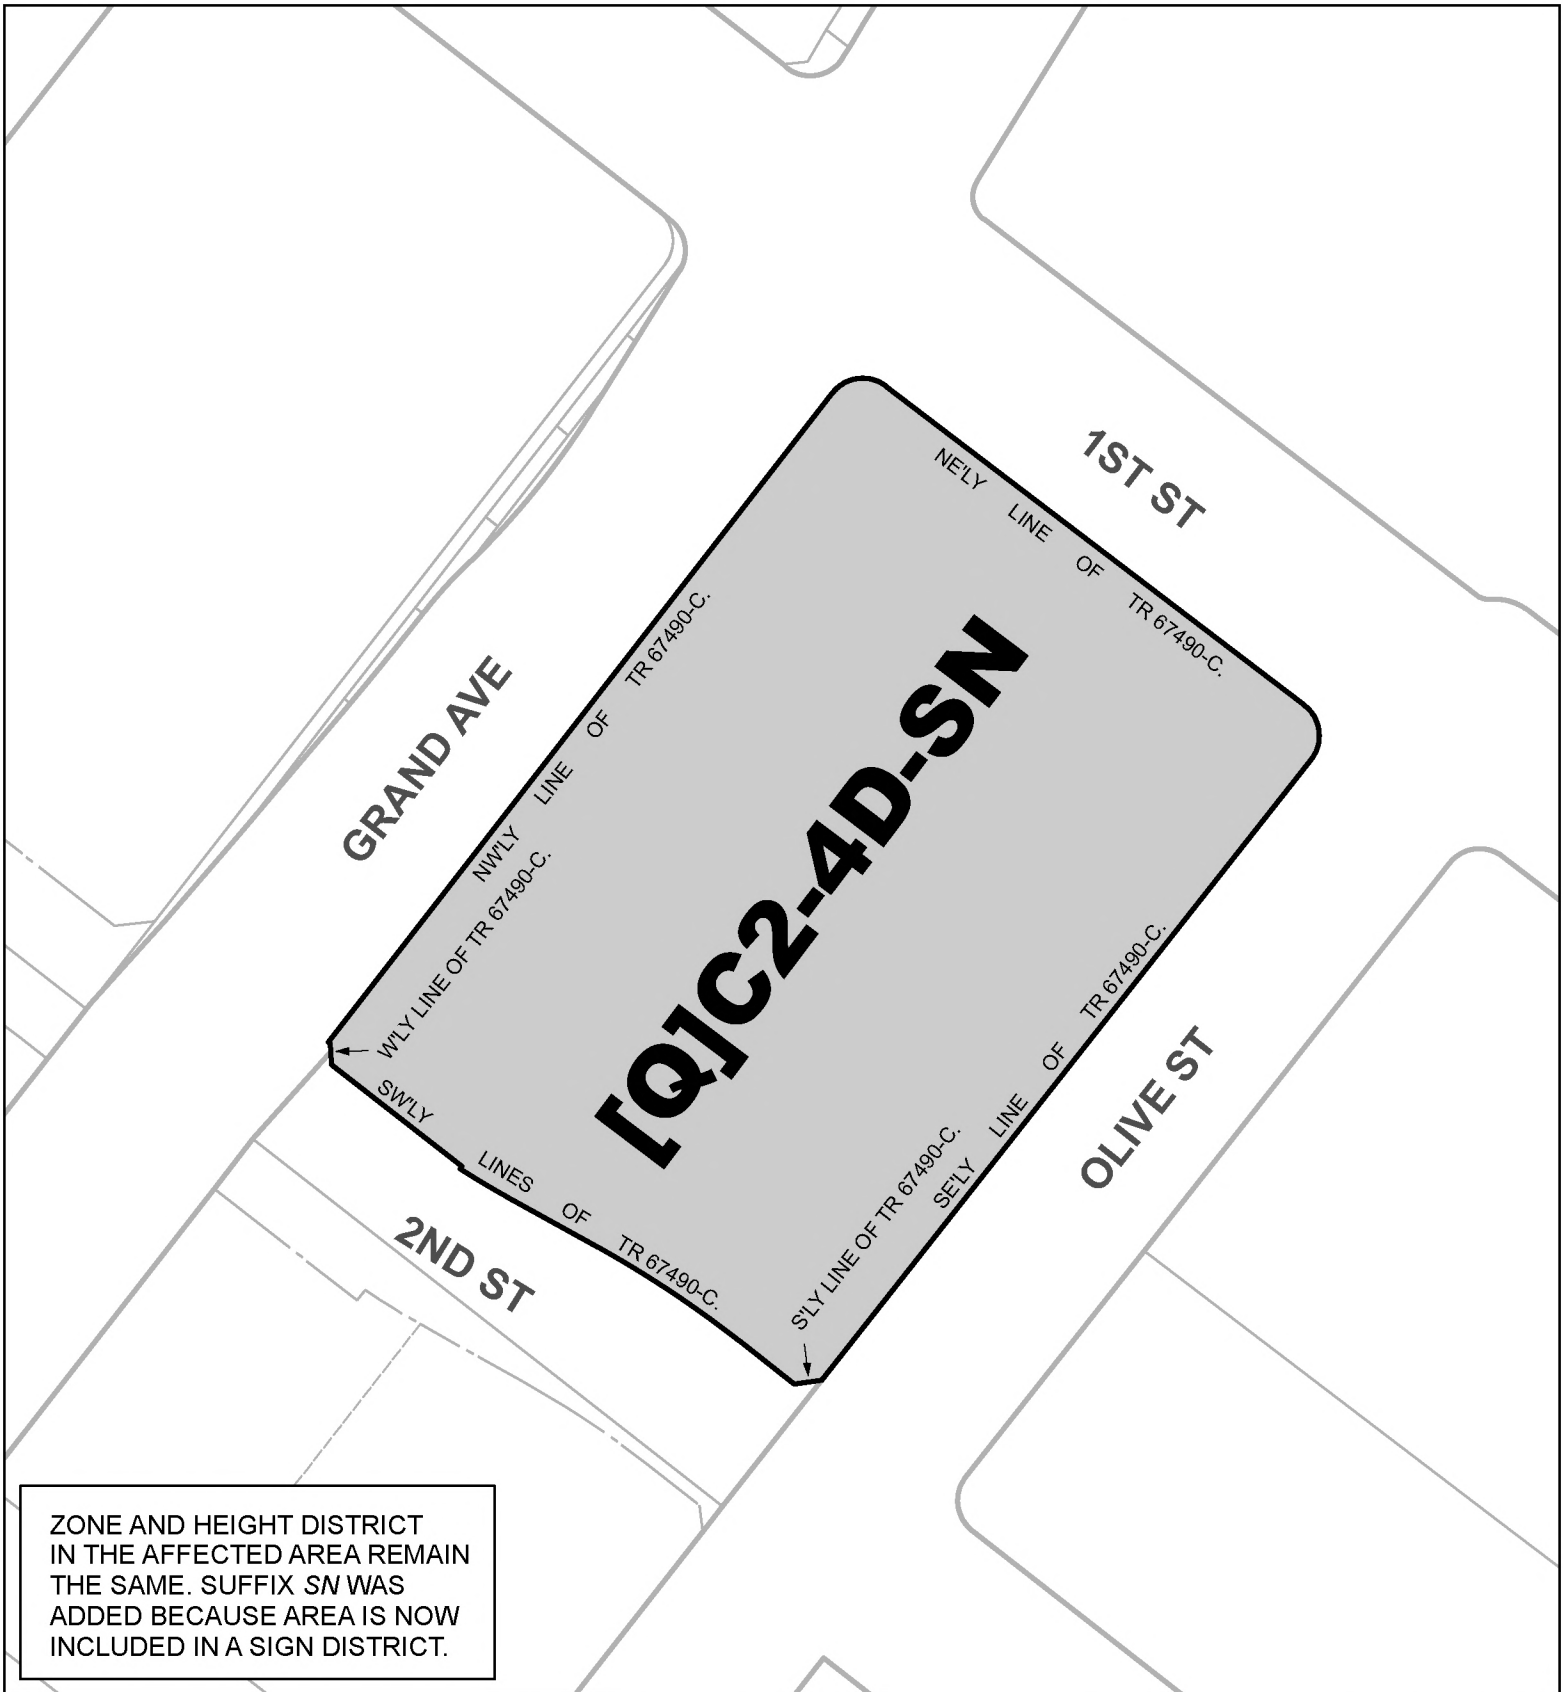 1ST ST
NE'LY LINE OF TR 67490-C.
GRAND AVE
NW'LY LINE OF TR 67490-C.
W'LY LINE OF TR 67490-C.
[Q]C2-4D-SN
SW'LY LINES OF TR 67490-C.
2ND ST
S'LY LINE OF TR 67490-C.
SE'LY LINE OF TR 67490-C.
OLIVE ST
ZONE AND HEIGHT DISTRICT
IN THE AFFECTED AREA REMAIN
THE SAME. SUFFIX SN WAS
ADDED BECAUSE AREA IS NOW
INCLUDED IN A SIGN DISTRICT.